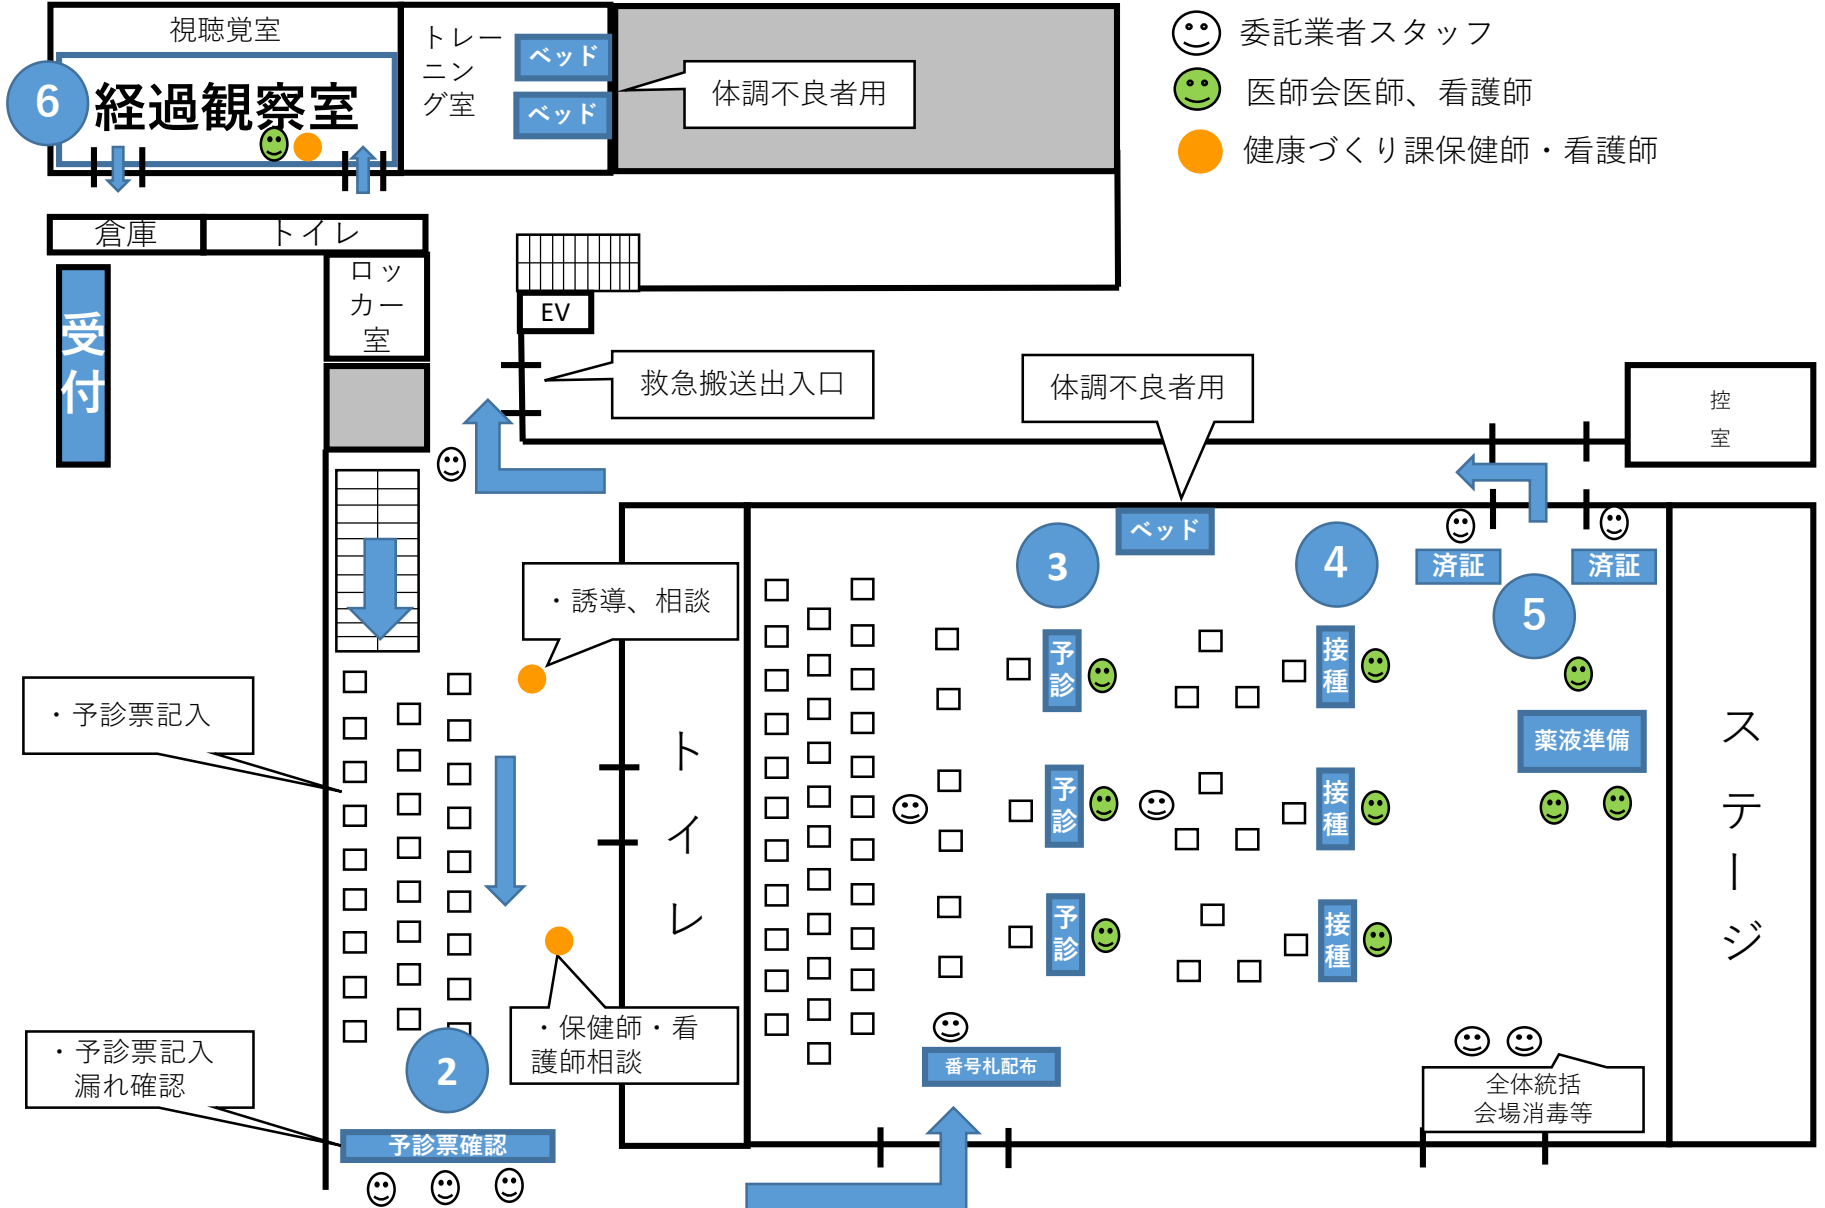 視聴覚室
6
経過観察室
トレー
ニン
グ室
ベッド
ベッド
体調不良者用
委託業者スタッフ
医師会医師、看護師
健康づくり課保健師・看護師
倉庫
トイレ
ロッ
カー
室
受
付
EV
救急搬送出入口
体調不良者用
控
室
ベッド
3
4
済証
済証
5
・誘導、相談
・予診票記入
予
診
接
種
薬液準備
ト
イ
レ
予
診
接
種
ス
テ
ー
ジ
予
診
接
種
・保健師・看
護師相談
・予診票記入
漏れ確認
2
番号札配布
全体統括
会場消毒等
予診票確認